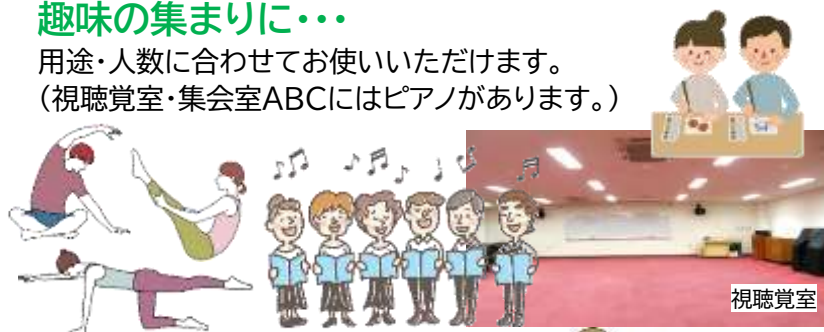 趣味の集まりに・・・
用途・人数に合わせてお使いいただけます。
（視聴覚室・集会室ABCにはピアノがあります。）
視聴覚室